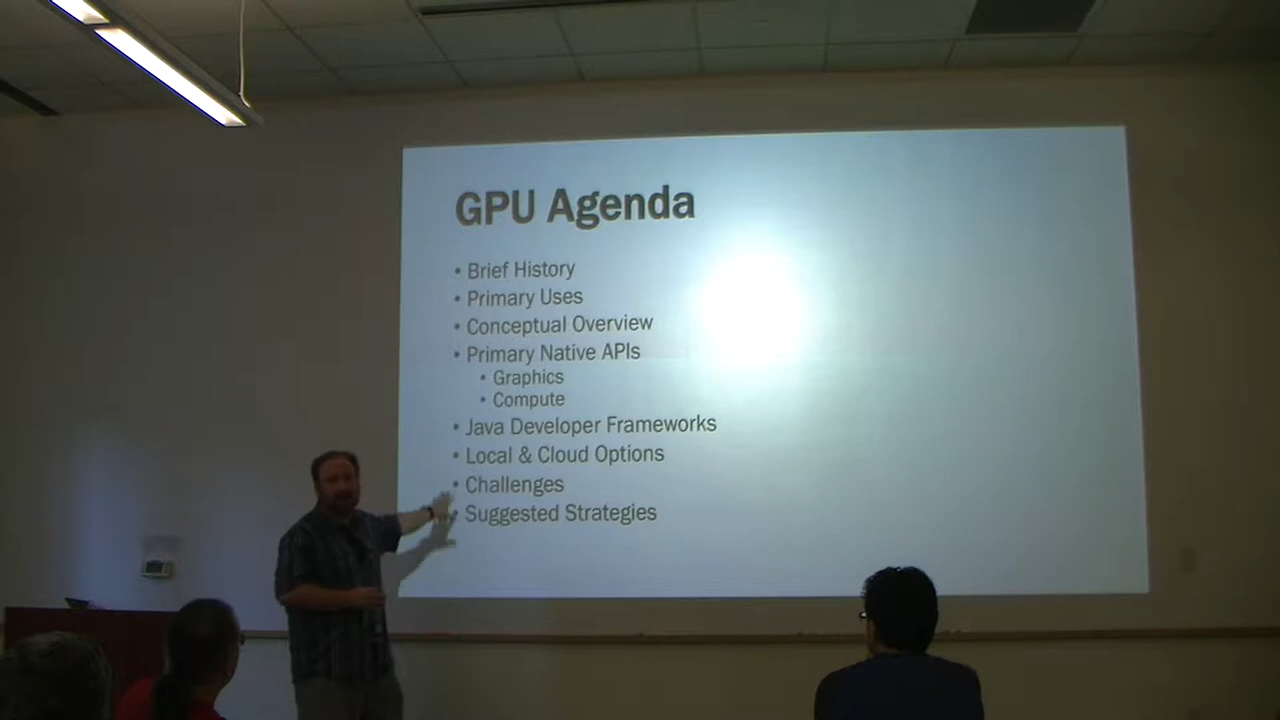 GPU Agenda
• Brief History
• Primary Uses
• Conceptual Overview
• Primary Native APIs
• Graphics
• Compute
• Java Developer Frameworks
• Local & Cloud Options
• Challenges
• Suggested Strategies